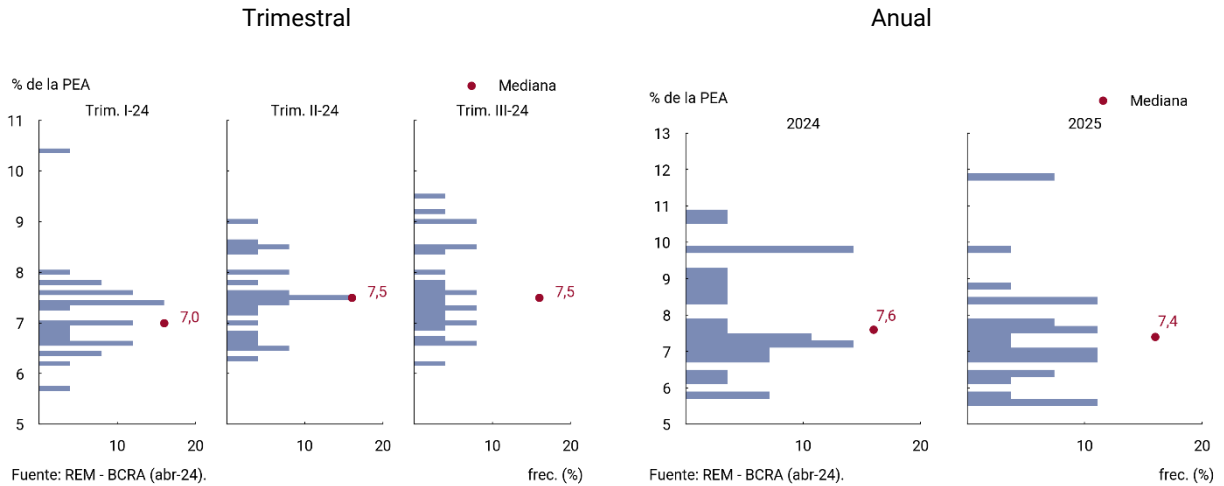 Trimestral
% de la PEA
Mediana
Trim. I-24
Trim. II-24
Trim. III-24
11
10
9
8
7
6
5
7,0
7,5
7,5
10
20
10
20
10
20
Fuente: REM - BCRA (abr-24).
frec. (%)
Anual
% de la PEA
Mediana
2024
2025
13
12
11
10
9
8
7
6
5
7,6
7,4
10
20
10
20
Fuente: REM - BCRA (abr-24).
frec. (%)